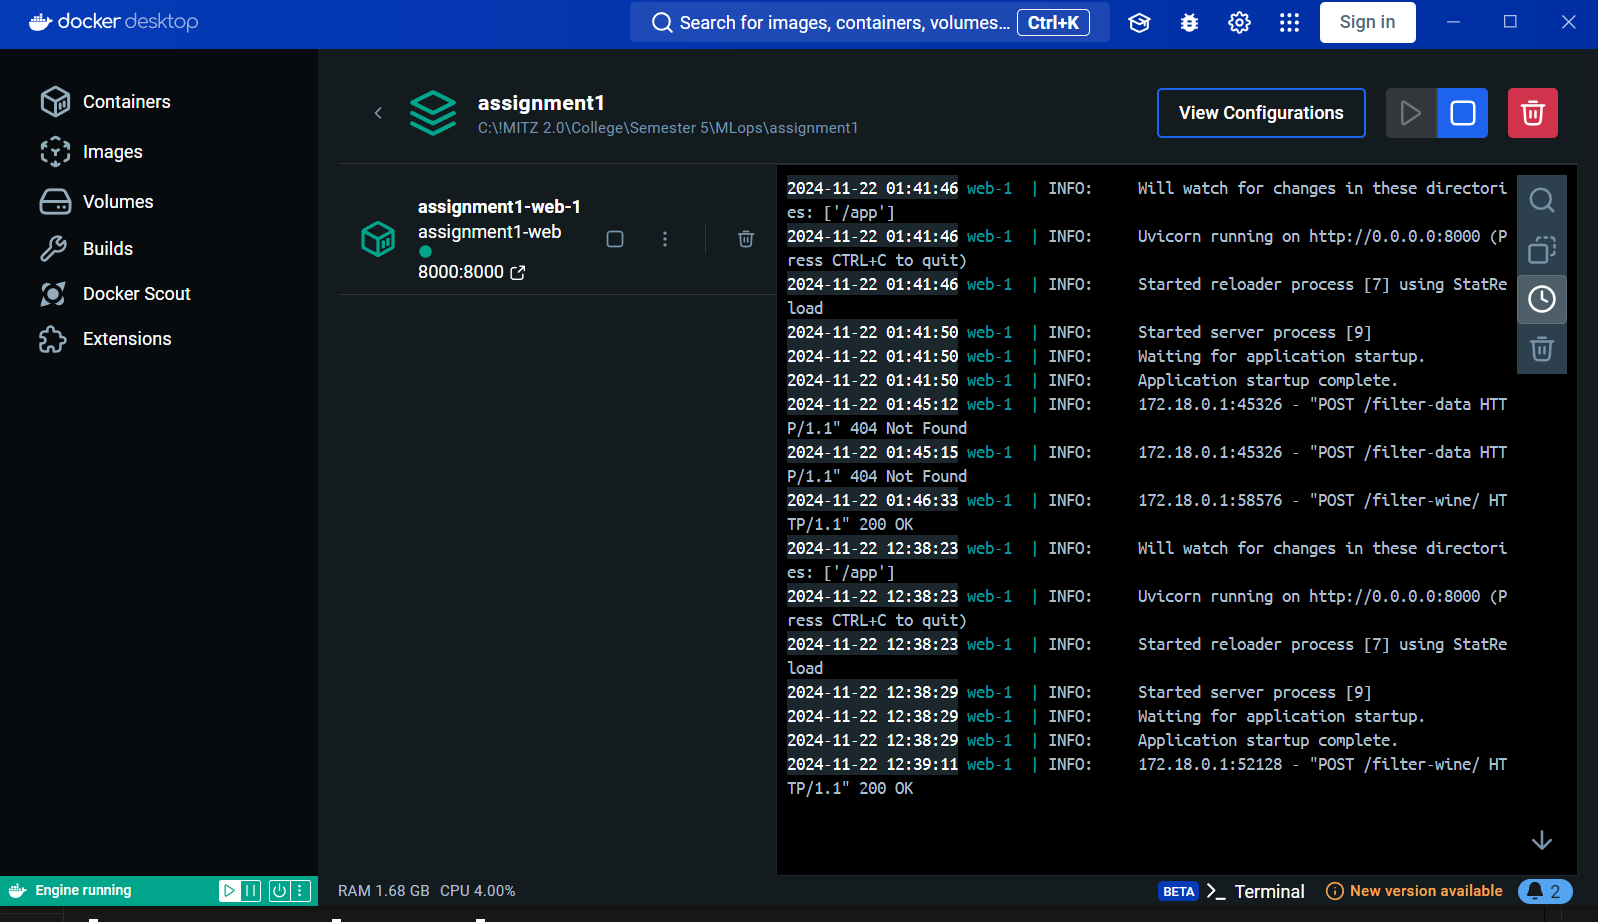 docker desktop
Search for images, containers, volumes... Ctrl+K
Sign in
Containers
Images
Volumes
Builds
Docker Scout
Extensions
assignment1
C:\!MITZ 2.0\College\Semester 5\MLops\assignment1
View Configurations
assignment1-web-1
assignment1-web
8000:8000
2024-11-22 01:41:46 web-1 | INFO: Will watch for changes in these directori
es: ['/app']
2024-11-22 01:41:46 web-1 | INFO: Uvicorn running on http://0.0.0.0:8000 (P
ress CTRL+C to quit)
2024-11-22 01:41:46 web-1 | INFO: Started reloader process [7] using StatRe
load
2024-11-22 01:41:50 web-1 | INFO: Started server process [9]
2024-11-22 01:41:50 web-1 | INFO: Waiting for application startup.
2024-11-22 01:41:50 web-1 | INFO: Application startup complete.
2024-11-22 01:45:12 web-1 | INFO: 172.18.0.1:45326 - "POST /filter-data HTT
P/1.1" 404 Not Found
2024-11-22 01:45:15 web-1 | INFO: 172.18.0.1:45326 - "POST /filter-data HTT
P/1.1" 404 Not Found
2024-11-22 01:46:33 web-1 | INFO: 172.18.0.1:58576 - "POST /filter-wine/ HT
TP/1.1" 200 OK
2024-11-22 12:38:23 web-1 | INFO: Will watch for changes in these directori
es: ['/app']
2024-11-22 12:38:23 web-1 | INFO: Uvicorn running on http://0.0.0.0:8000 (P
ress CTRL+C to quit)
2024-11-22 12:38:23 web-1 | INFO: Started reloader process [7] using StatRe
load
2024-11-22 12:38:29 web-1 | INFO: Started server process [9]
2024-11-22 12:38:29 web-1 | INFO: Waiting for application startup.
2024-11-22 12:38:29 web-1 | INFO: Application startup complete.
2024-11-22 12:39:11 web-1 | INFO: 172.18.0.1:52128 - "POST /filter-wine/ HT
TP/1.1" 200 OK
Engine running
RAM 1.68 GB CPU 4.00%
BETA >_ Terminal
New version available
2